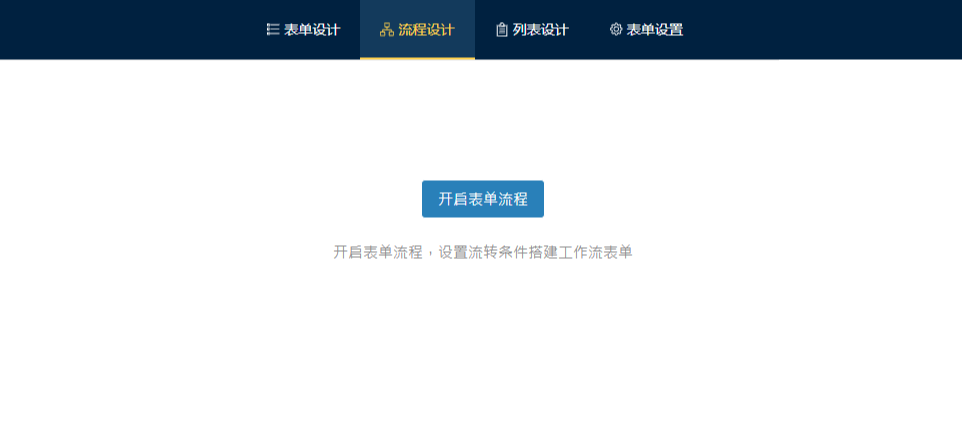 表单设计 流程设计 列表设计 表单设置
开启表单流程
开启表单流程，设置流转条件搭建工作流表单